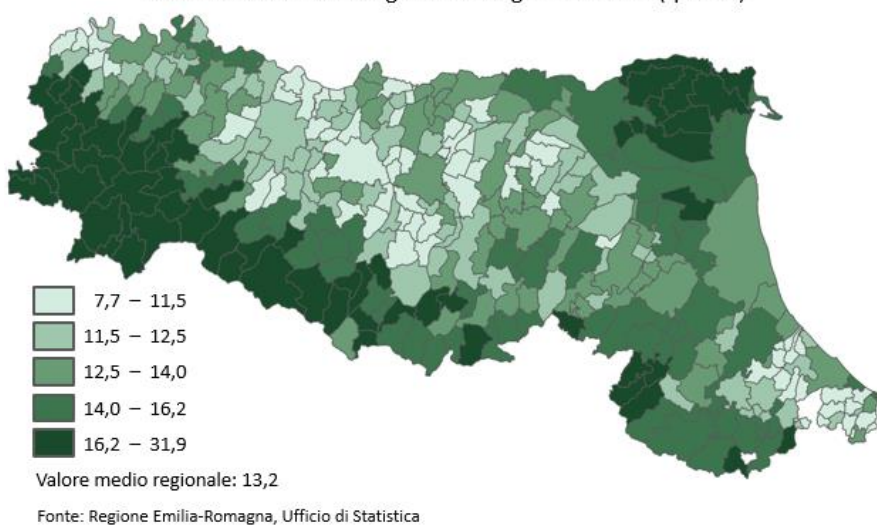 7,7 – 11,5
11,5 – 12,5
12,5 – 14,0
14,0 – 16,2
16,2 – 31,9
Valore medio regionale: 13,2
Fonte: Regione Emilia-Romagna, Ufficio di Statistica